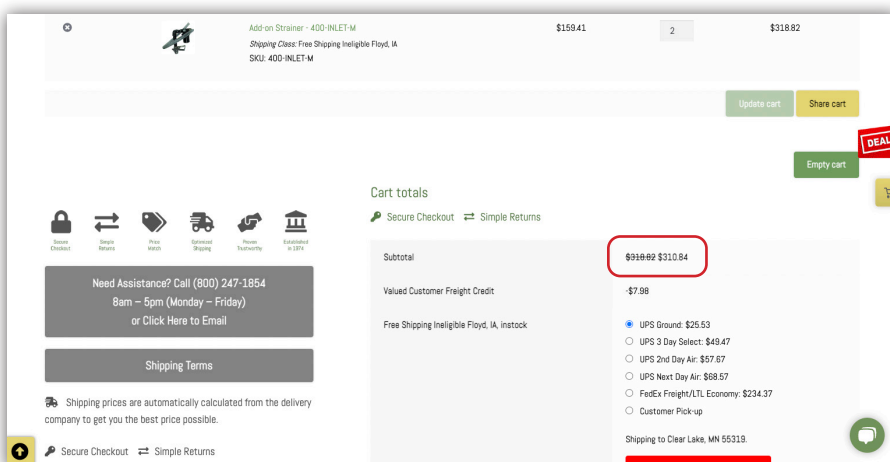 Add-on Strainer - 400-INLET-M
$159.41
2
$318.82
Shipping Class: Free Shipping Ineligible Floyd, IA
SKU: 400-INLET-M
Update cart
Share cart
DEAL
Empty cart
Cart totals
Secure Checkout Simple Returns
Secure Checkout
Simple Returns
Price Match
Optimized Shipping
Proven Trustworthy
Established in 1974
Need Assistance? Call (800) 247-1854
8am – 5pm (Monday – Friday)
or Click Here to Email
Shipping Terms
Shipping prices are automatically calculated from the delivery
company to get you the best price possible.
Secure Checkout Simple Returns
Subtotal
$318.82 $310.84
Valued Customer Freight Credit
-$7.98
Free Shipping Ineligible Floyd, IA, instock
UPS Ground: $25.53
UPS 3 Day Select: $49.47
UPS 2nd Day Air: $57.67
UPS Next Day Air: $68.57
FedEx Freight/LTL Economy: $234.37
Customer Pick-up
Shipping to Clear Lake, MN 55319.